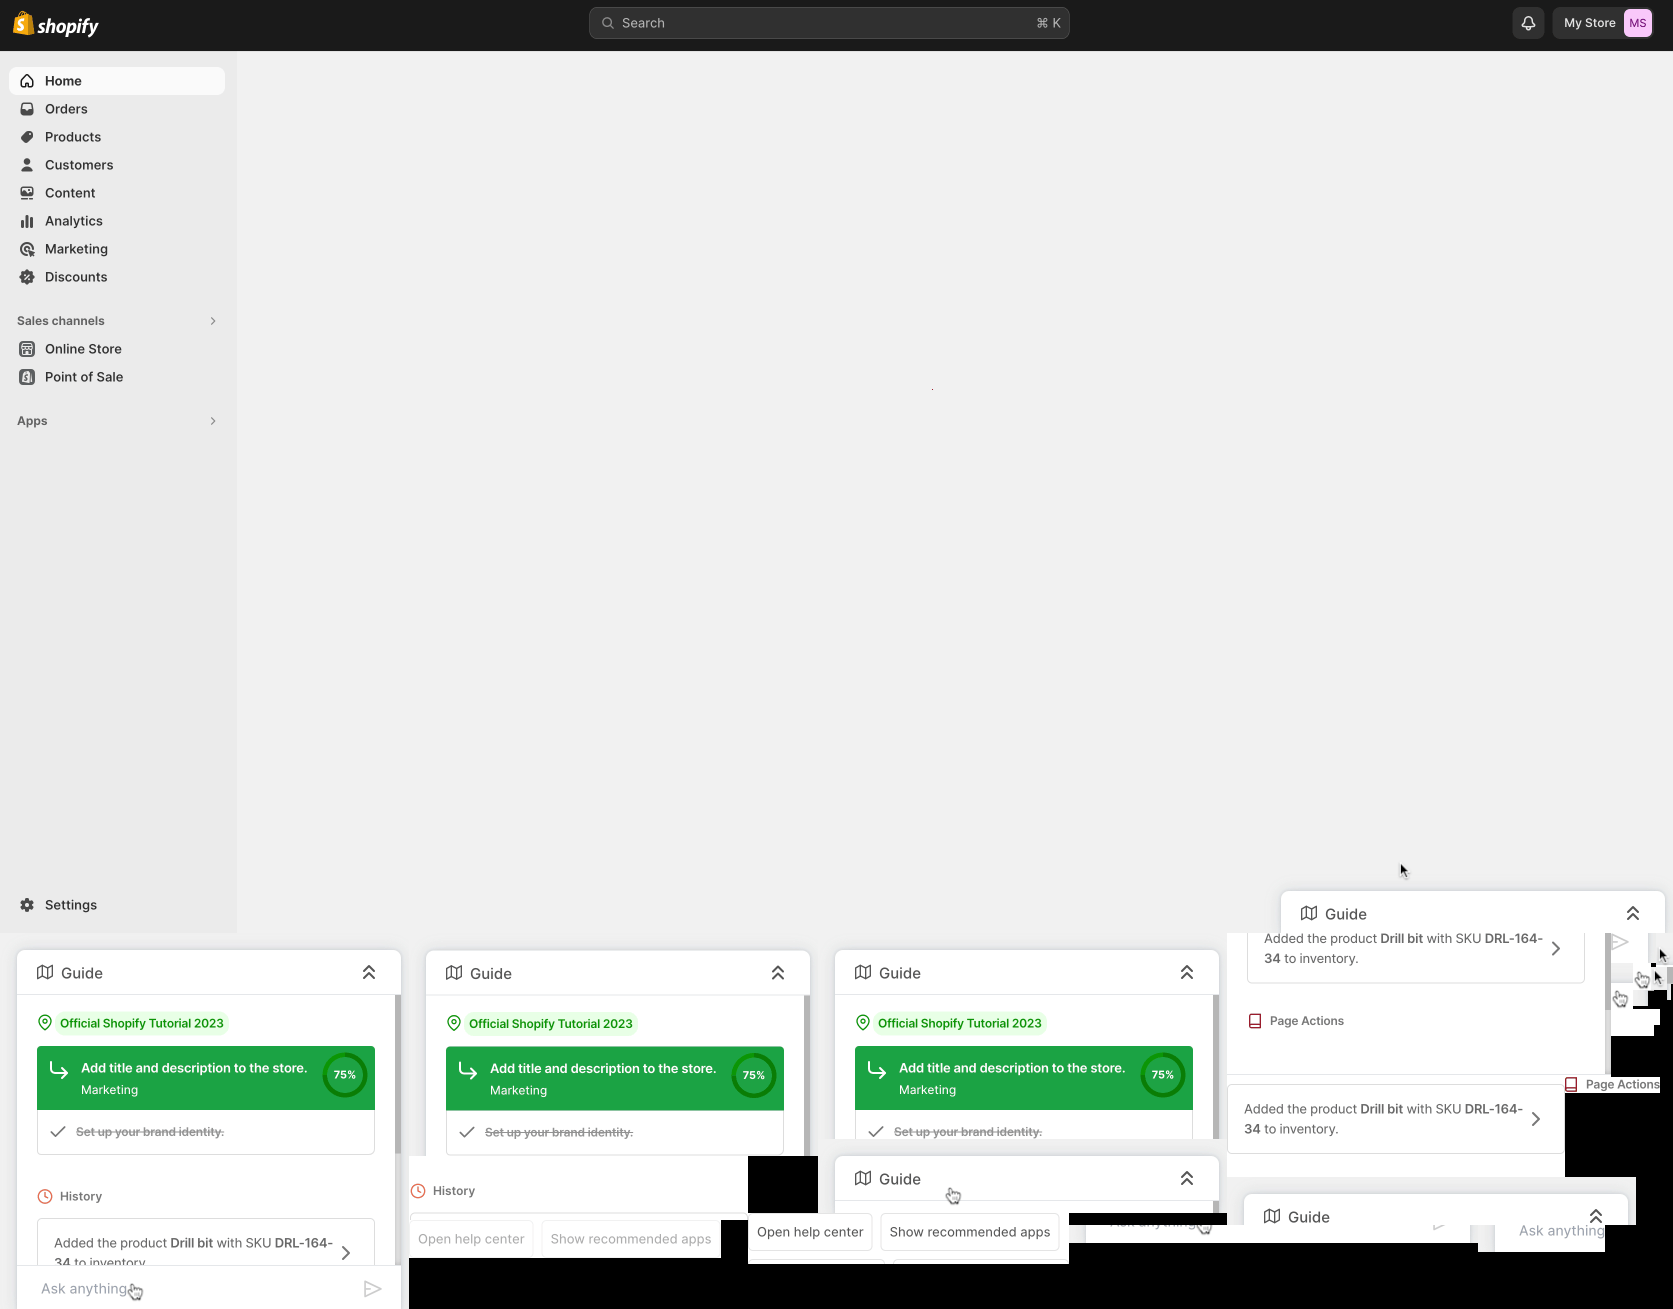 shopify
Search
⌘ K
My Store
MS
Home
Orders
Products
Customers
Content
Analytics
Marketing
Discounts
Sales channels
Online Store
Point of Sale
Apps
Settings
Guide
Guide
Official Shopify Tutorial 2023
Add title and description to the store.
Marketing
75%
Set up your brand identity.
History
Added the product Drill bit with SKU DRL-164-
34 to inventory
Ask anything
Guide
Official Shopify Tutorial 2023
Add title and description to the store.
Marketing
75%
Set up your brand identity.
History
Open help center
Show recommended apps
Guide
Official Shopify Tutorial 2023
Add title and description to the store.
Marketing
75%
Set up your brand identity.
Guide
Open help center
Show recommended apps
Ask anything
Added the product Drill bit with SKU DRL-164-
34 to inventory.
Page Actions
Page Actions
Added the product Drill bit with SKU DRL-164-
34 to inventory.
Guide
Ask anything